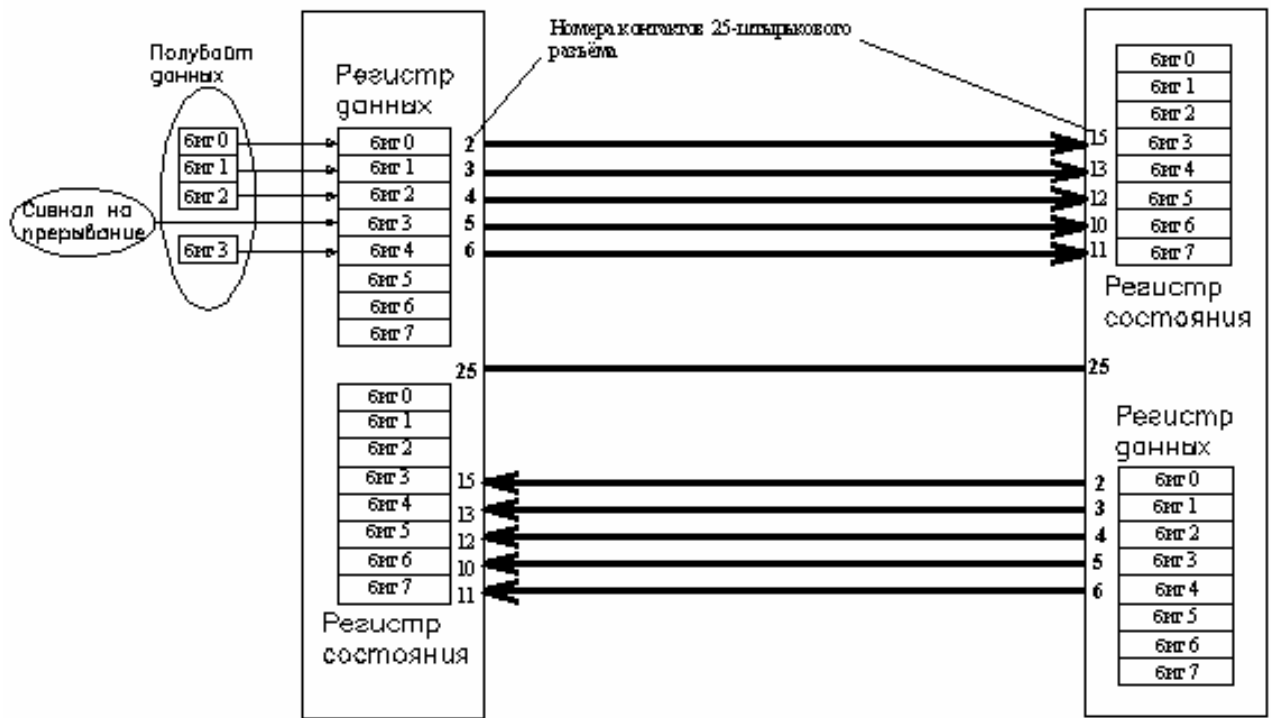 Номера контактов 25-штырькового
разъёма
Полубайт
данных
бит 0
бит 1
бит 2
бит 3
Сигнал на
прерывание
Регистр
данных
бит 0
бит 1
бит 2
бит 3
бит 4
бит 5
бит 6
бит 7
2
3
4
5
6
25
бит 0
бит 1
бит 2
бит 3
бит 4
бит 5
бит 6
бит 7
15
13
12
10
11
Регистр
состояния
бит 0
бит 1
бит 2
бит 3
бит 4
бит 5
бит 6
бит 7
15
13
12
10
11
Регистр
состояния
25
Регистр
данных
2
3
4
5
6
бит 0
бит 1
бит 2
бит 3
бит 4
бит 5
бит 6
бит 7